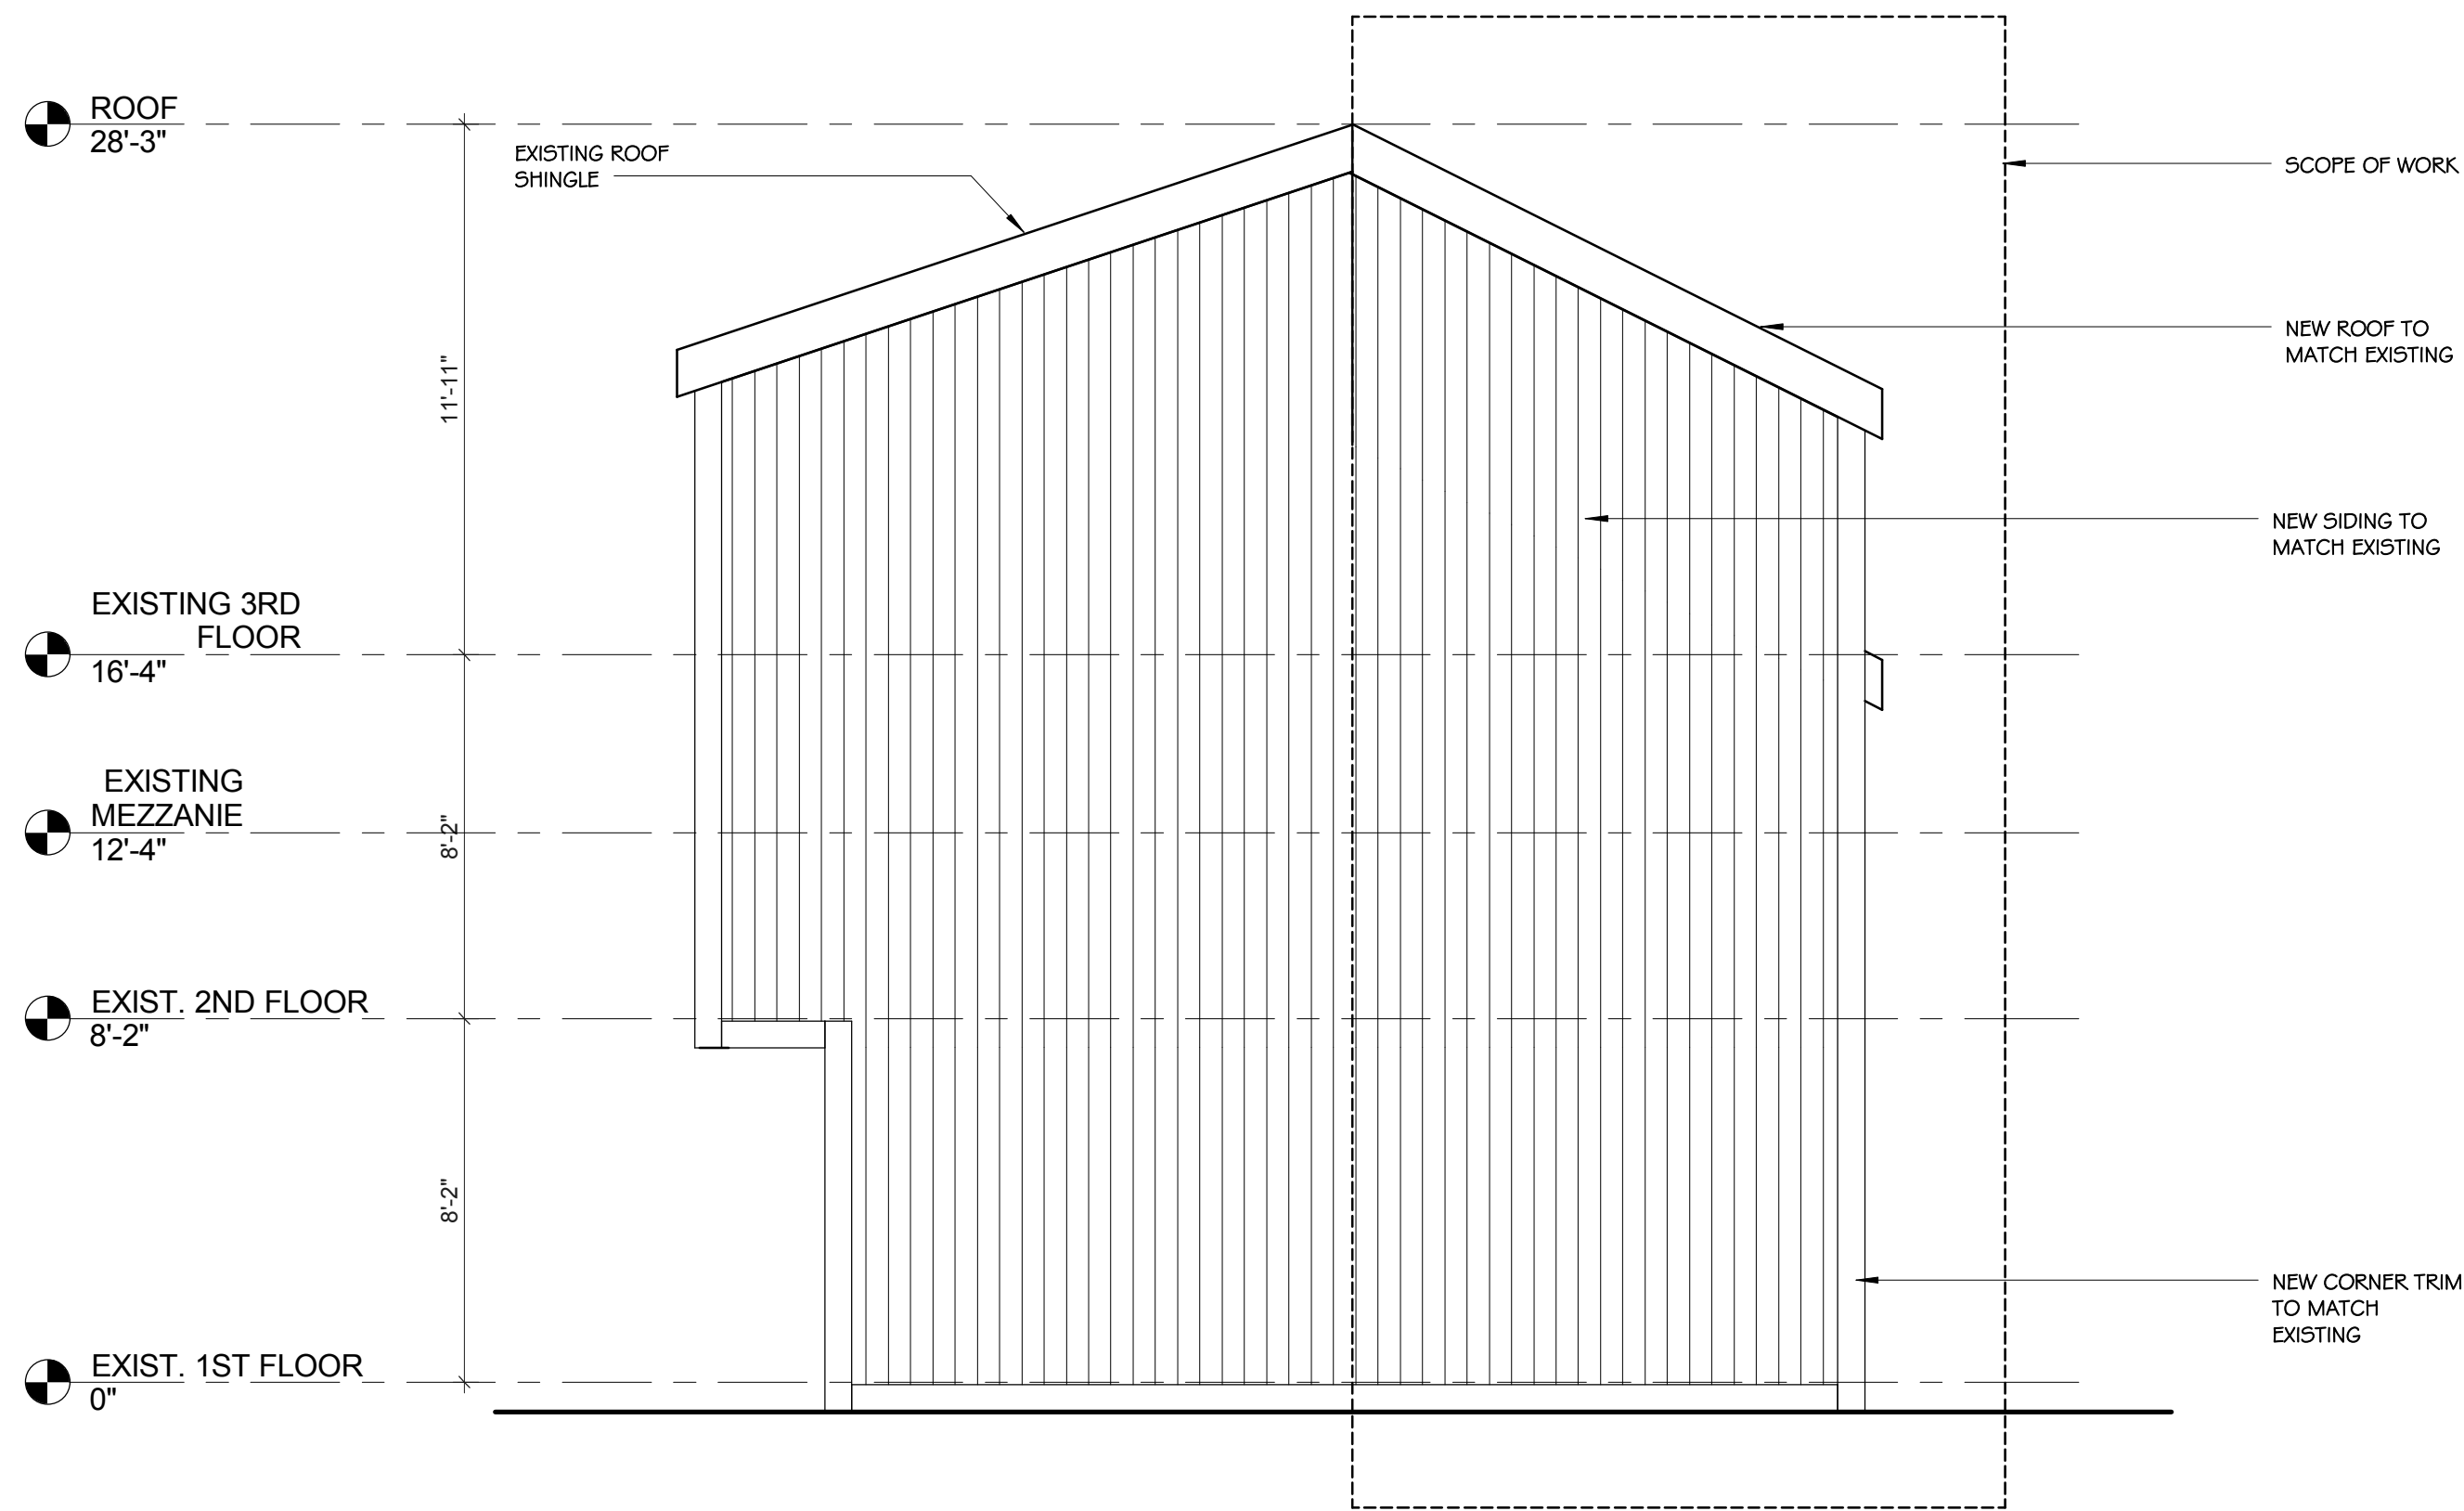 ROOF
28'-3"
EXISTING ROOF
SHINGLE
SCOPE OF WORK
NEW ROOF TO
MATCH EXISTING
11'-11"
NEW SIDING TO
MATCH EXISTING
EXISTING 3RD
FLOOR
16'-4"
EXISTING
MEZZANIE
12'-4"
8'-2"
EXIST. 2ND FLOOR
8'-2"
8'-2"
NEW CORNER TRIM
TO MATCH
EXISTING
EXIST. 1ST FLOOR
0"